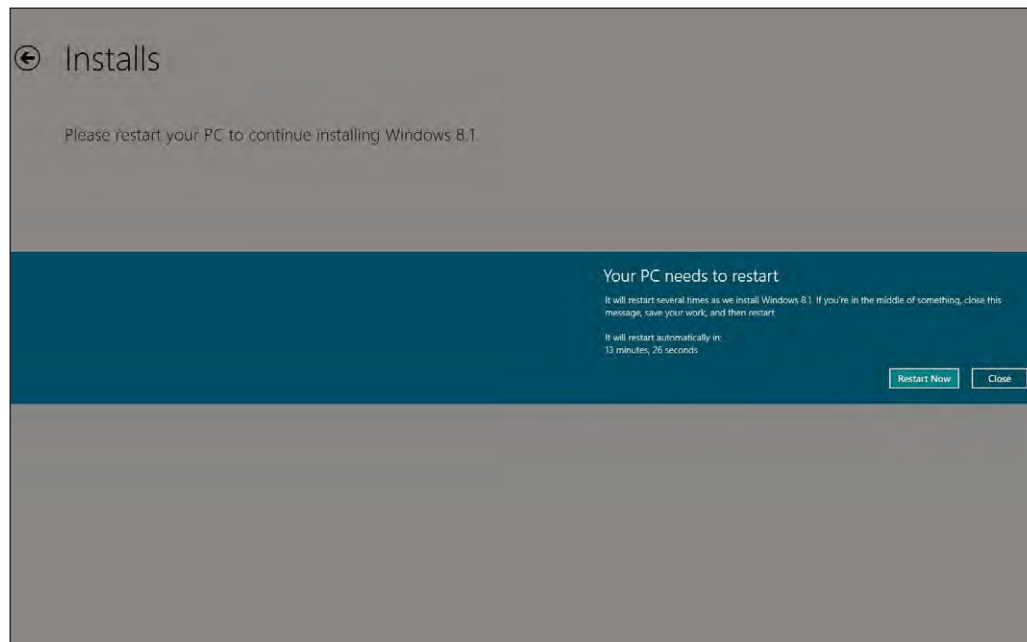 Installs
Please restart your PC to continue installing Windows 8.1.
Your PC needs to restart
It will restart several times as we install Windows 8.1. If you're in the middle of something, close this
message, save your work, and then restart.
It will restart automatically in:
13 minutes, 26 seconds
Restart Now
Close